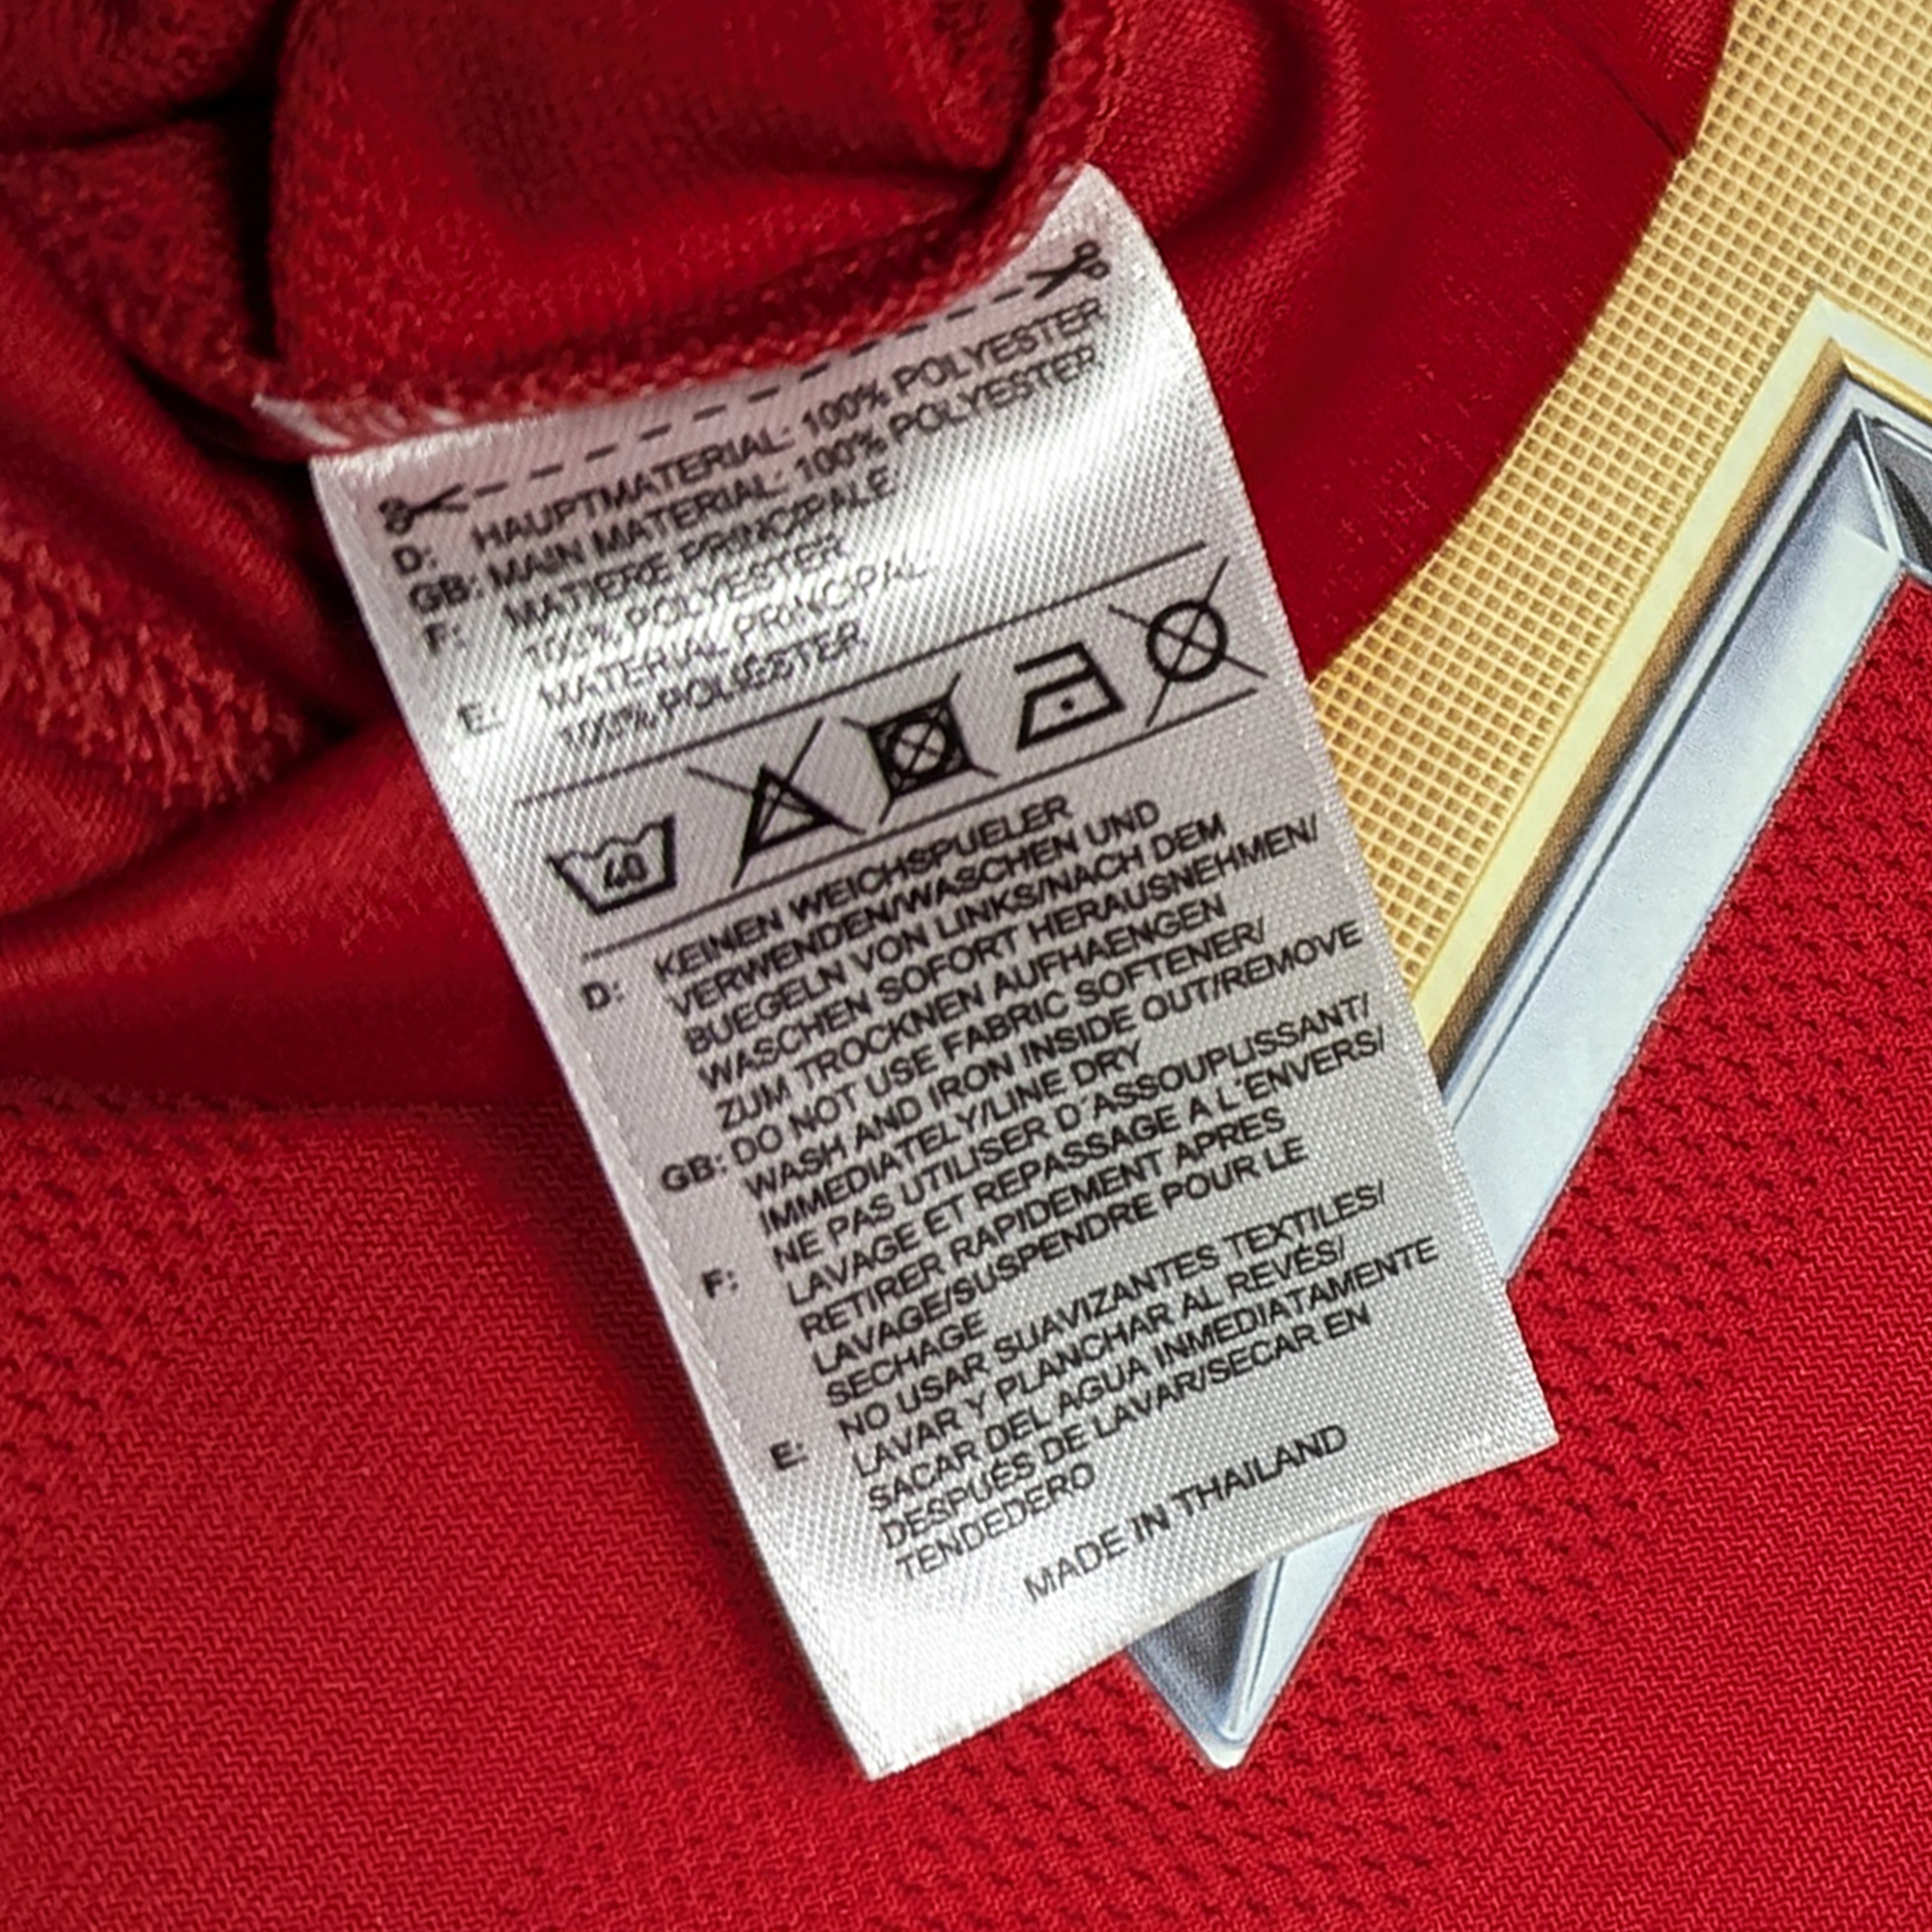 D: HAUPTMATERIAL: 100% POLYESTER
GB: MAIN MATERIAL: 100% POLYESTER
F: MATIERE PRINCIPALE
100% POLYESTER
E: MATERIAL PRINCIPAL:
100% POLIÉSTER
40
D: KEINEN WEICHSPUELER
VERWENDEN/WASCHEN UND
BUEGELN VON LINKS/NACH DEM
WASCHEN SOFORT HERAUSNEHMEN/
ZUM TROCKNEN AUFHAENGEN
GB: DO NOT USE FABRIC SOFTENER/
WASH AND IRON INSIDE OUT/REMOVE
IMMEDIATELY/LINE DRY
F: NE PAS UTILISER D'ASSOUPLISSANT/
LAVAGE ET REPASSAGE A L'ENVERS/
RETIRER RAPIDEMENT APRES
LAVAGE/SUSPENDRE POUR LE
SECHAGE
E: NO USAR SUAVIZANTES TEXTILES/
LAVAR Y PLANCHAR AL REVÉS/
SACAR DEL AGUA INMEDIATAMENTE
DESPUÉS DE LAVAR/SECAR EN
TENDEDERO
MADE IN THAILAND